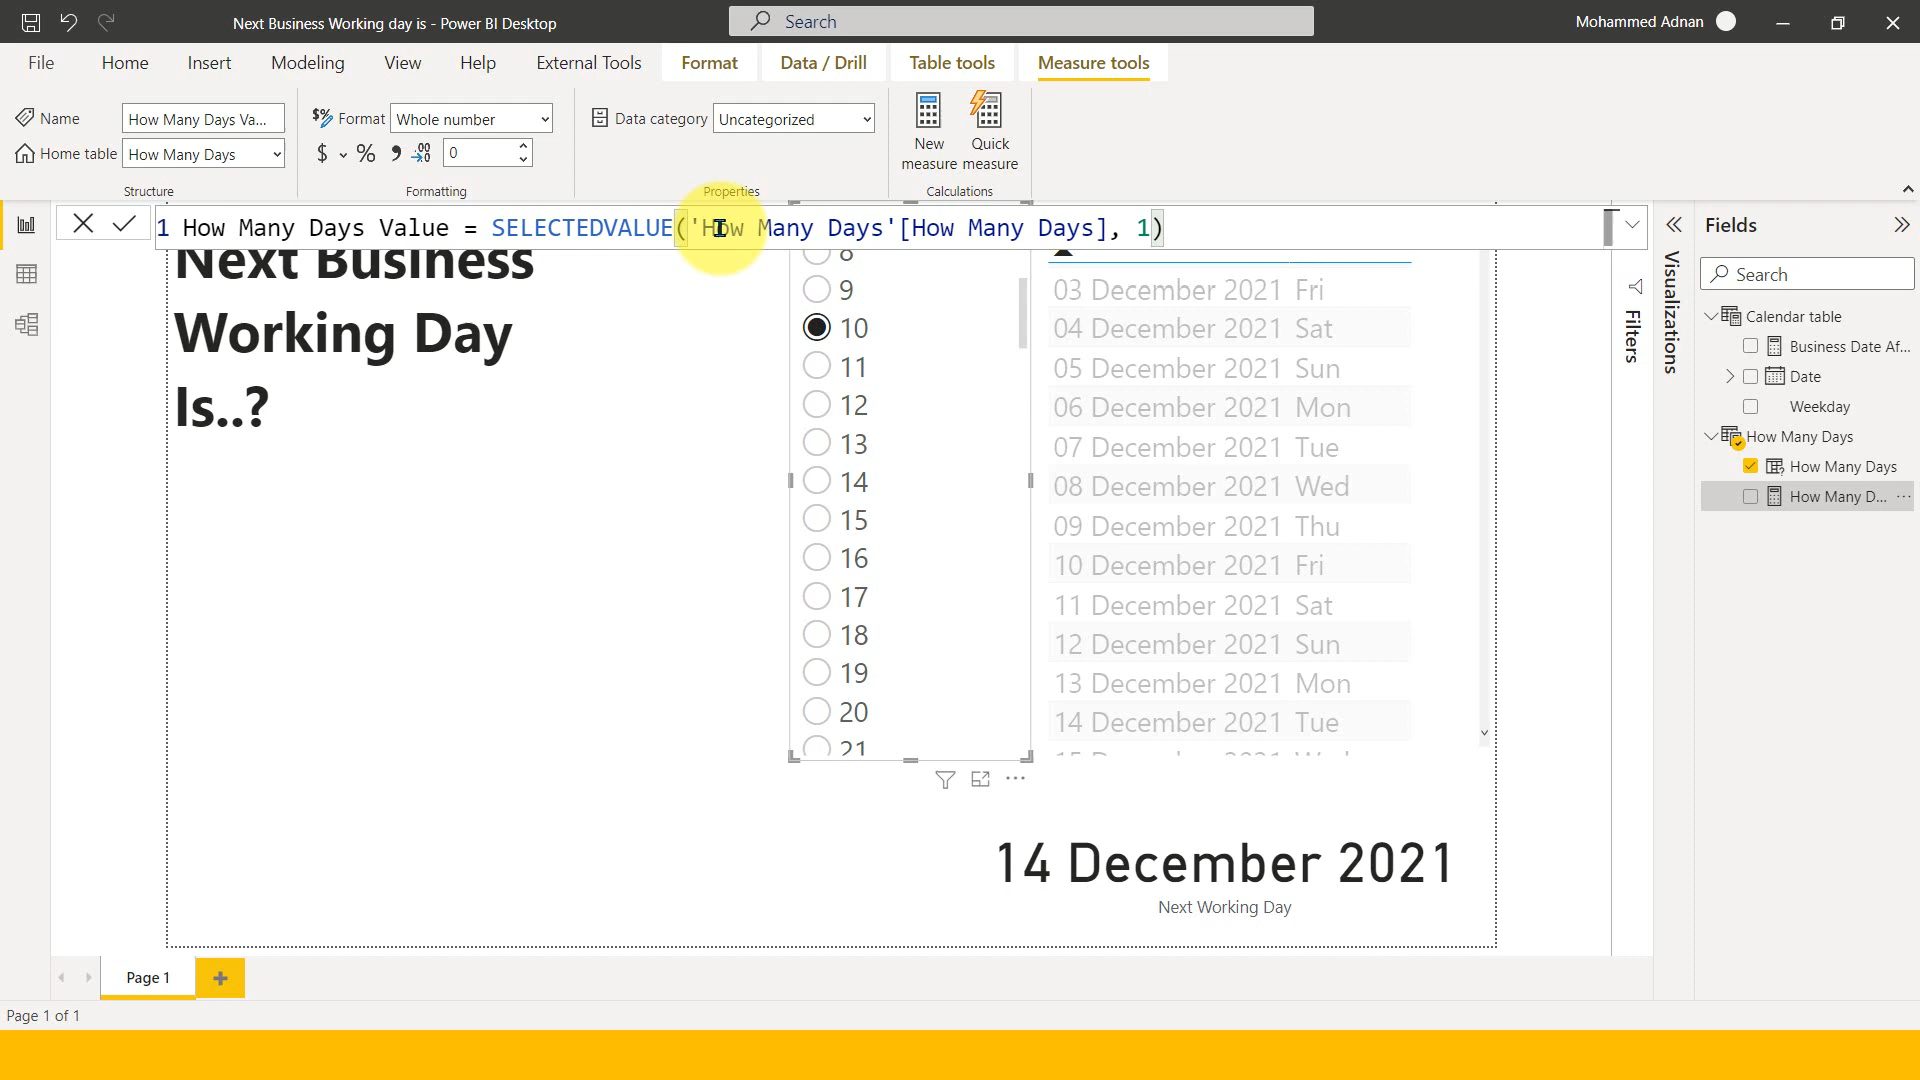 Next Business Working day is - Power BI Desktop
Search
Mohammed Adnan
File Home Insert Modeling View Help External Tools Format Data / Drill Table tools Measure tools
Name How Many Days Va...
Home table How Many Days
Structure
Format Whole number
$ % 0
Formatting
Data category Uncategorized
Properties
New measure
Quick measure
Calculations
1 How Many Days Value = SELECTEDVALUE('How Many Days'[How Many Days], 1)
Next Business
Working Day
Is..?
8
9
10
11
12
13
14
15
16
17
18
19
20
21
03 December 2021 Fri
04 December 2021 Sat
05 December 2021 Sun
06 December 2021 Mon
07 December 2021 Tue
08 December 2021 Wed
09 December 2021 Thu
10 December 2021 Fri
11 December 2021 Sat
12 December 2021 Sun
13 December 2021 Mon
14 December 2021 Tue
14 December 2021
Next Working Day
Filters
Visualizations
Fields
Search
Calendar table
Business Date Af...
Date
Weekday
How Many Days
How Many Days
How Many D...
Page 1
Page 1 of 1